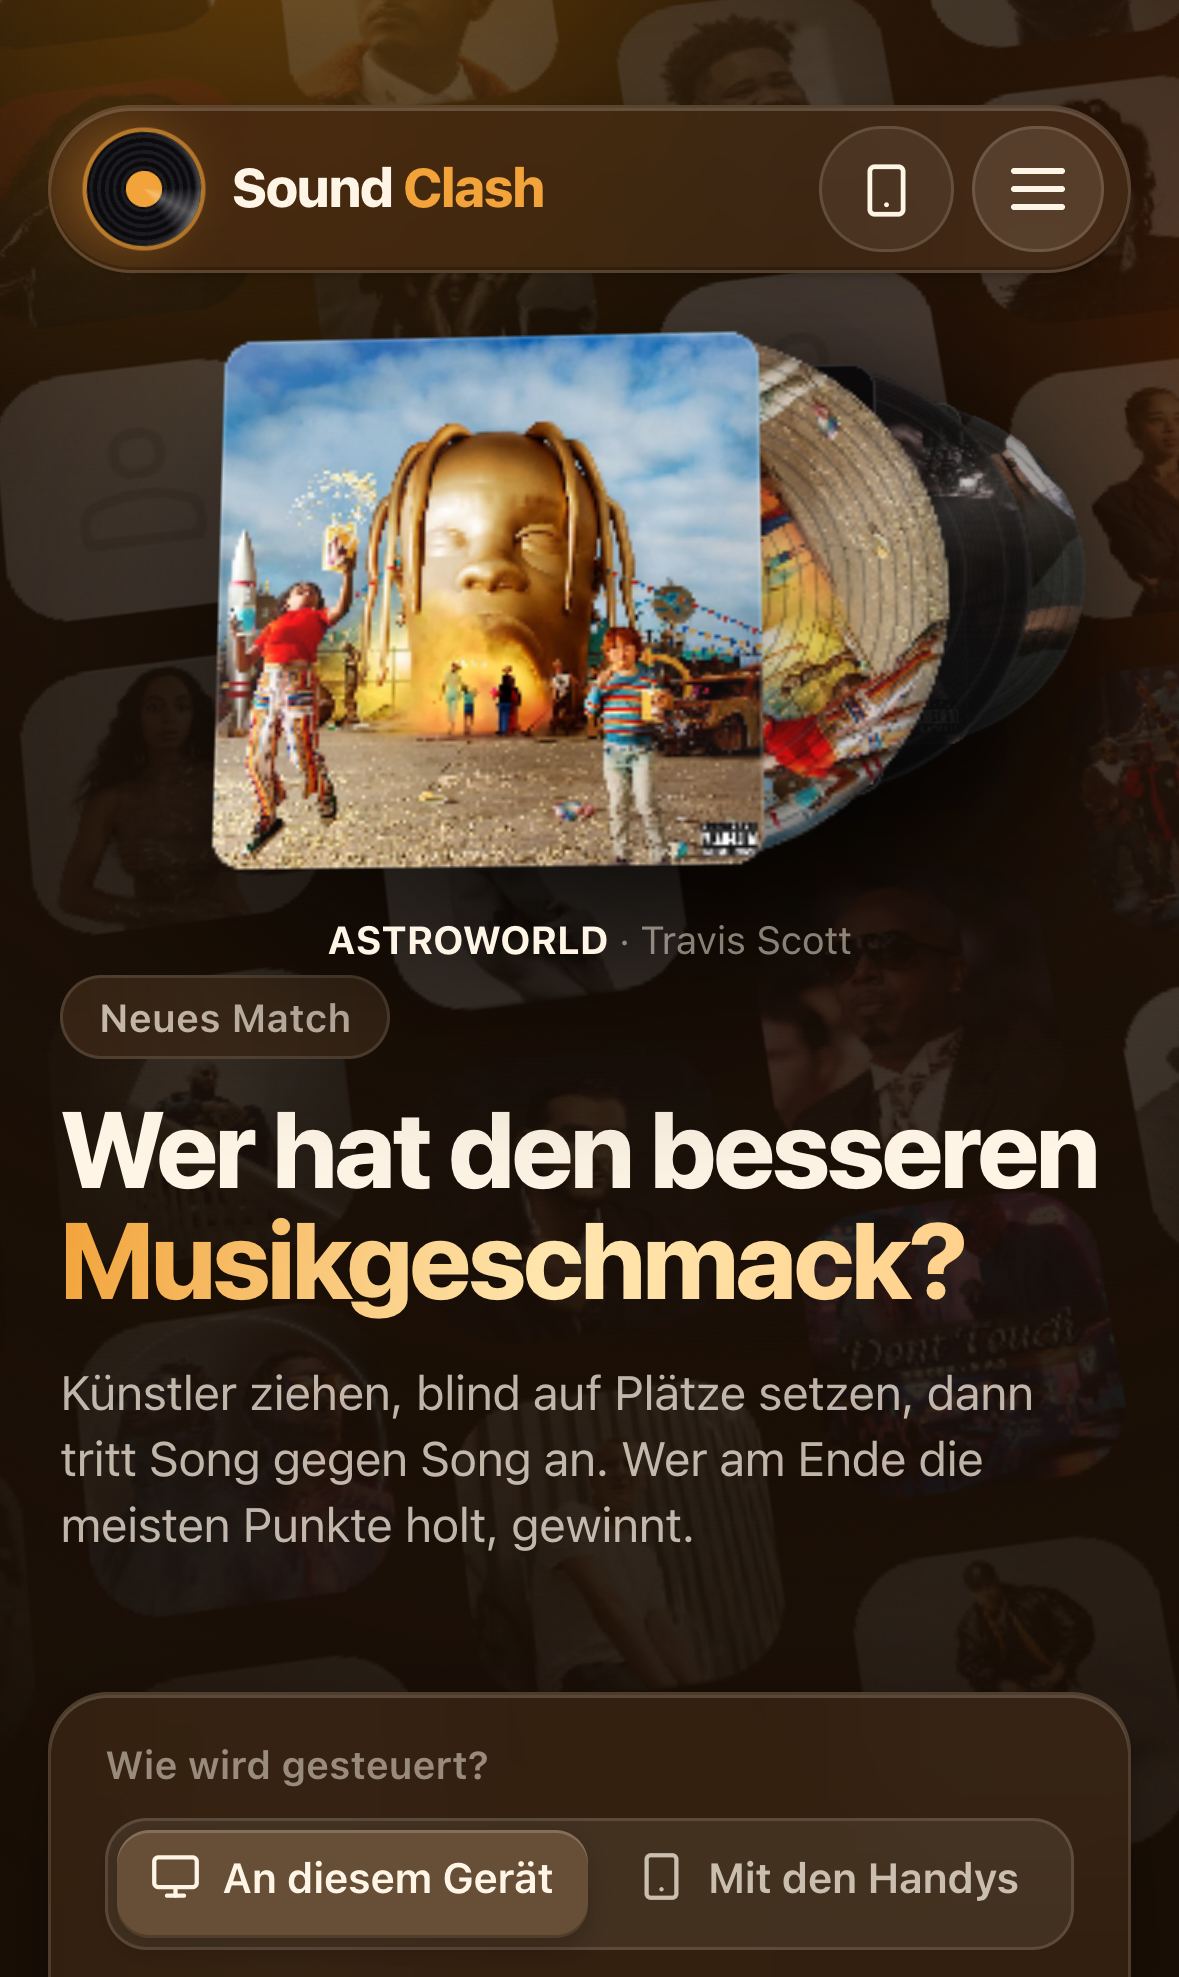 Sound Clash
ASTROWORLD · Travis Scott
Neues Match
Wer hat den besseren
Musikgeschmack?
Dont Touch
Künstler ziehen, blind auf Plätze setzen, dann
tritt Song gegen Song an. Wer am Ende die
meisten Punkte holt, gewinnt.
Wie wird gesteuert?
An diesem Gerät
Mit den Handys